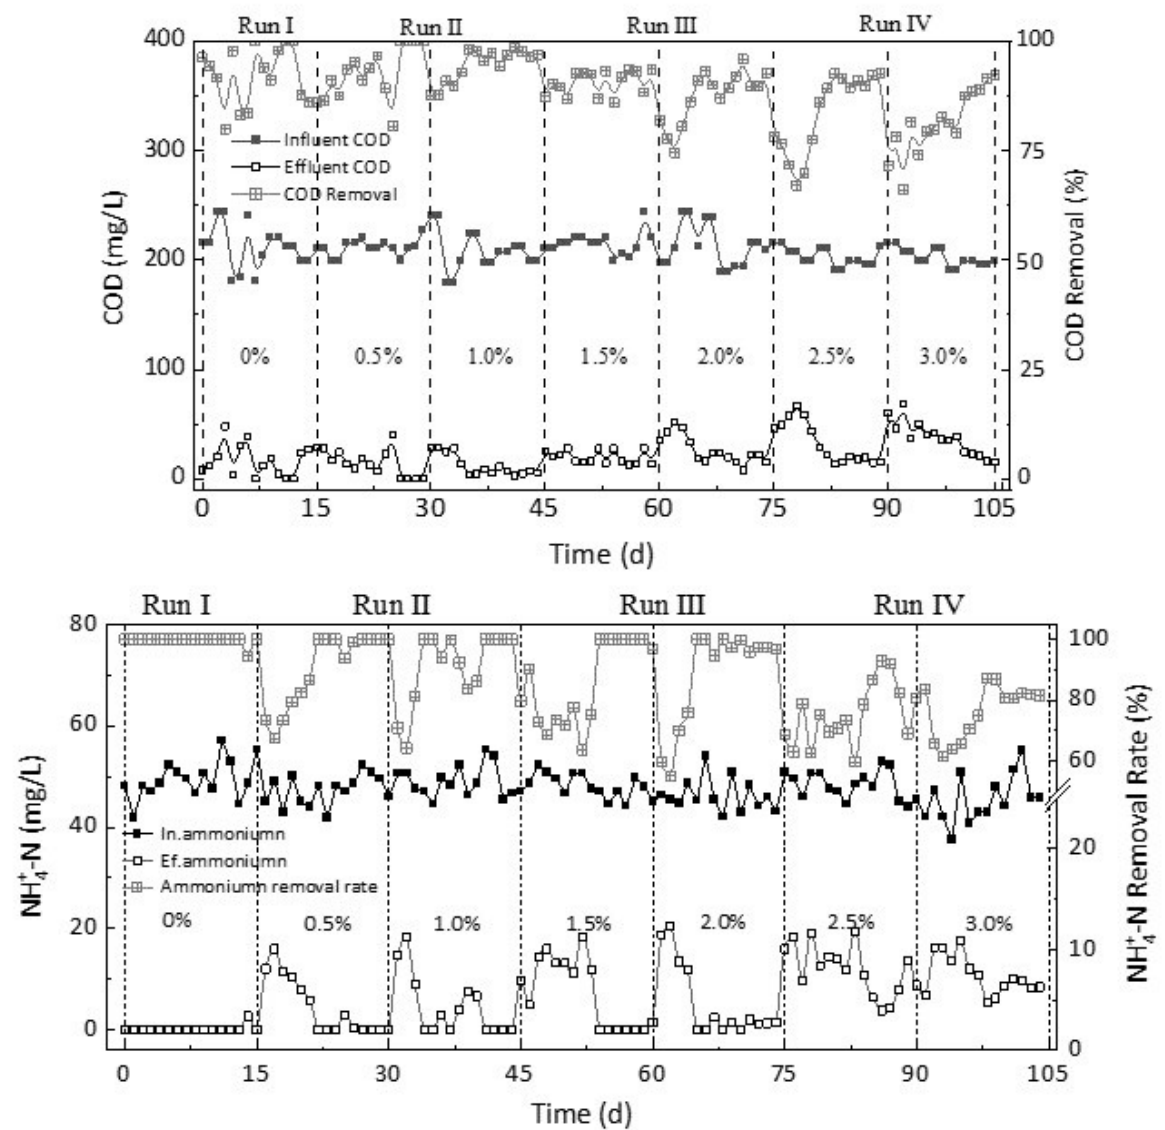 Run I Run II Run III Run IV
400 100
Influent COD
Effluent COD
COD Removal
300 75
200 50
0% 0.5% 1.0% 1.5% 2.0% 2.5% 3.0%
100 25
0 0
COD (mg/L)
COD Removal (%)
0 15 30 45 60 75 90 105
Time (d)
Run I Run II Run III Run IV
80 100
80
60 60
40
In.ammoniumn
Ef.ammoniumn
20
Ammoniumn removal rate
0% 0.5% 1.0% 1.5% 2.0% 2.5% 3.0%
20 10
0 0
NH₄⁺-N (mg/L)
NH₄⁺-N Removal Rate (%)
0 15 30 45 60 75 90 105
Time (d)